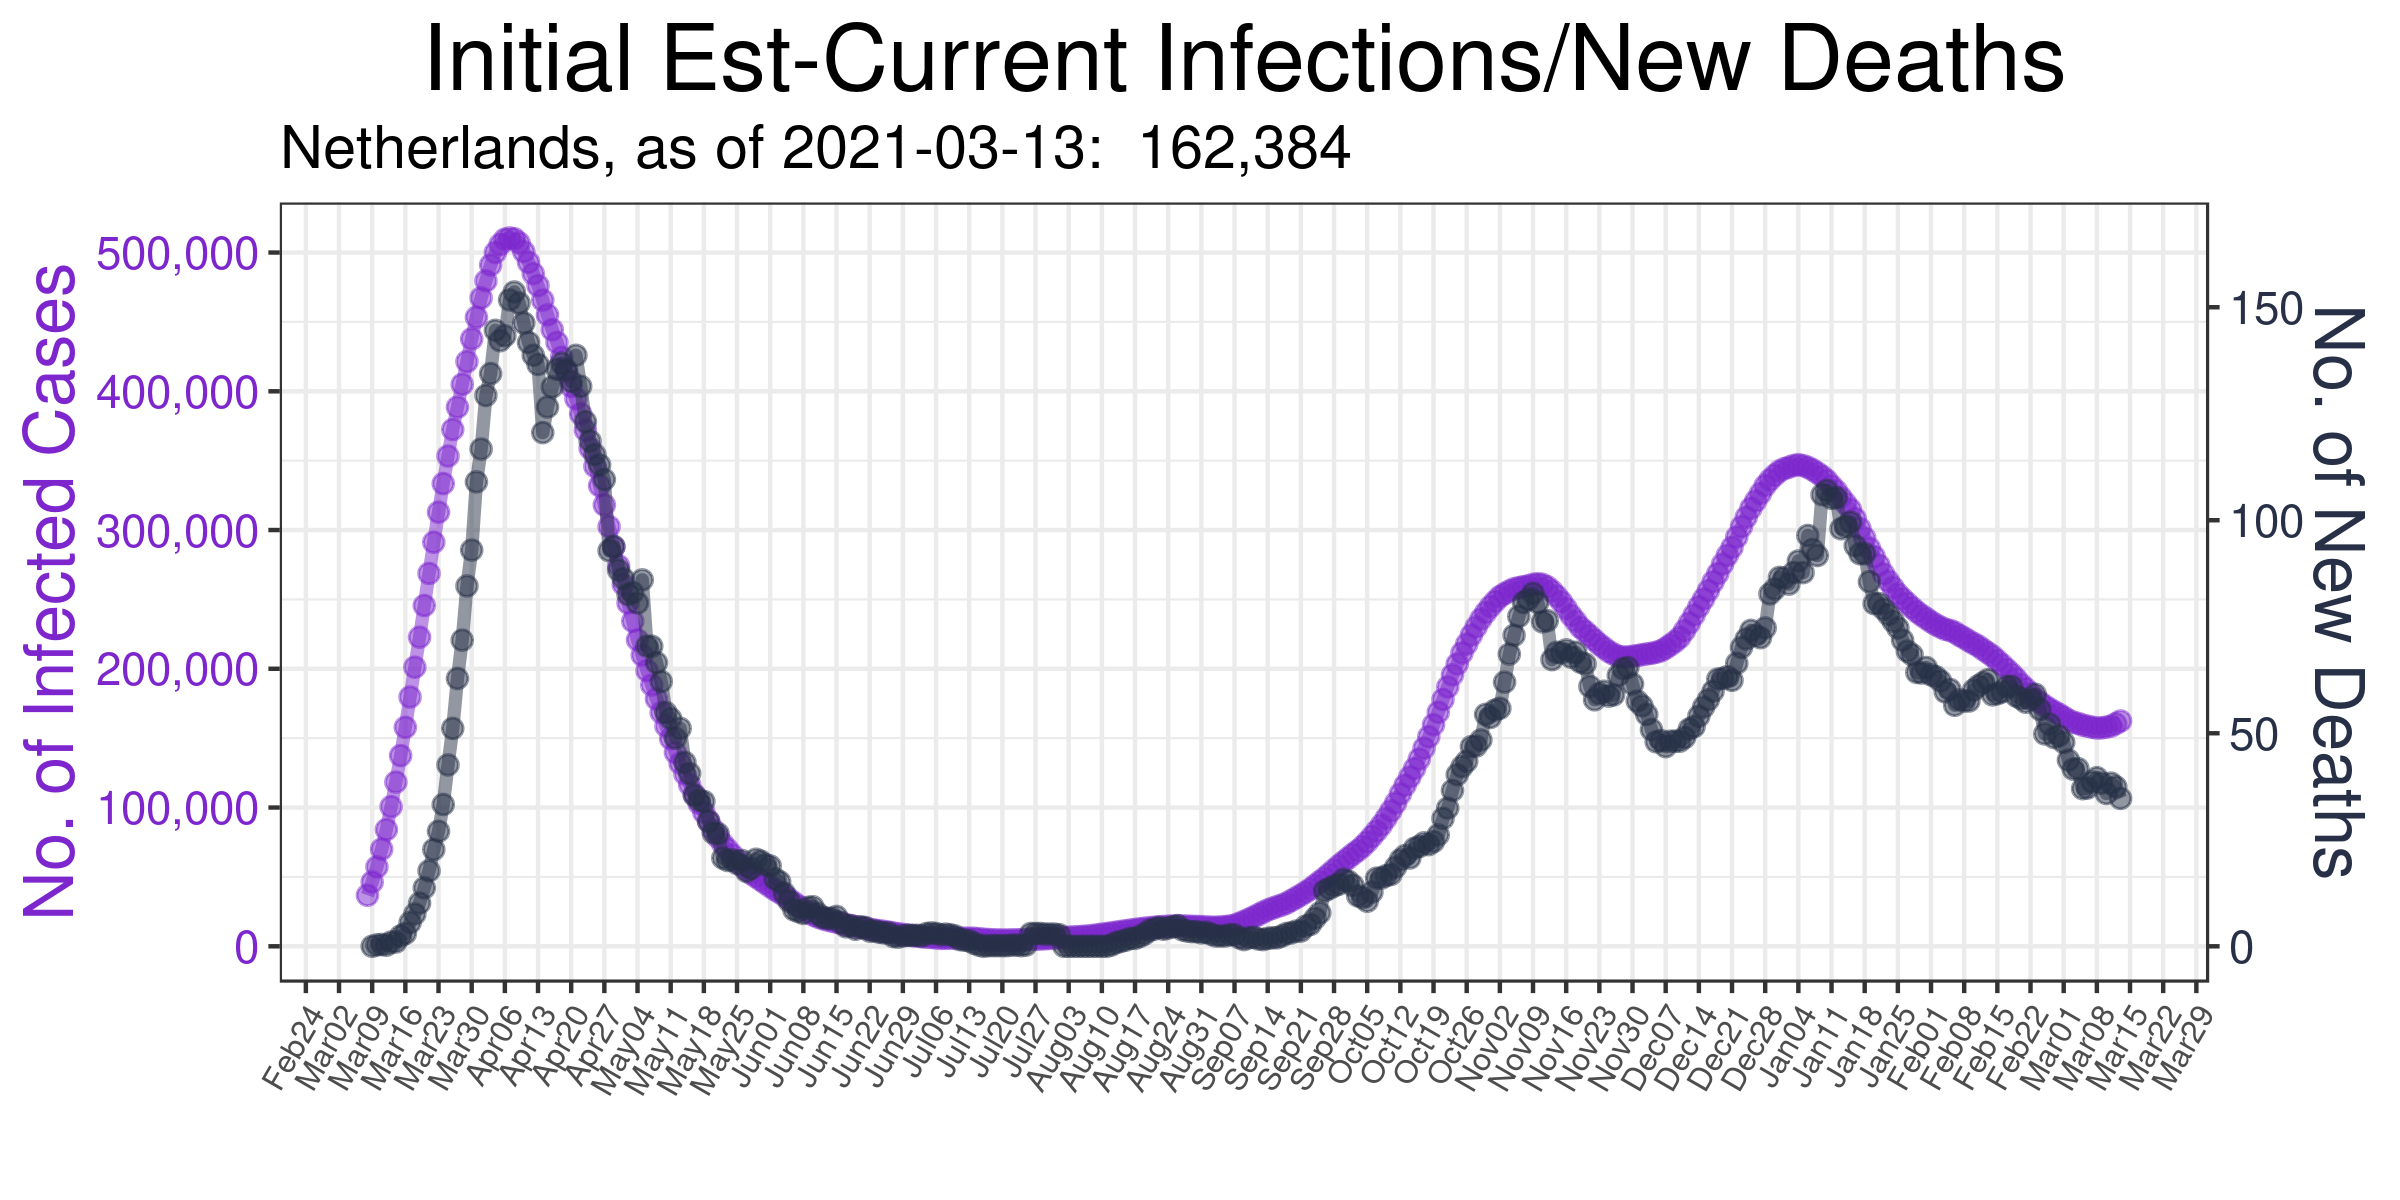 Initial Est-Current Infections/New Deaths
Netherlands, as of 2021-03-13: 162,384
No. of Infected Cases
500,000
400,000
300,000
200,000
100,000
0
150
100
50
0
No. of New Deaths
Feb24
Mar02
Mar09
Mar16
Mar23
Mar30
Apr06
Apr13
Apr20
Apr27
May04
May11
May18
May25
Jun01
Jun08
Jun15
Jun22
Jun29
Jul06
Jul13
Jul20
Jul27
Aug03
Aug10
Aug17
Aug24
Aug31
Sep07
Sep14
Sep21
Sep28
Oct05
Oct12
Oct19
Oct26
Nov02
Nov09
Nov16
Nov23
Nov30
Dec07
Dec14
Dec21
Dec28
Dec04
Jan11
Jan18
Jan25
Feb01
Feb08
Feb15
Feb22
Mar01
Mar08
Mar15
Mar22
Mar29